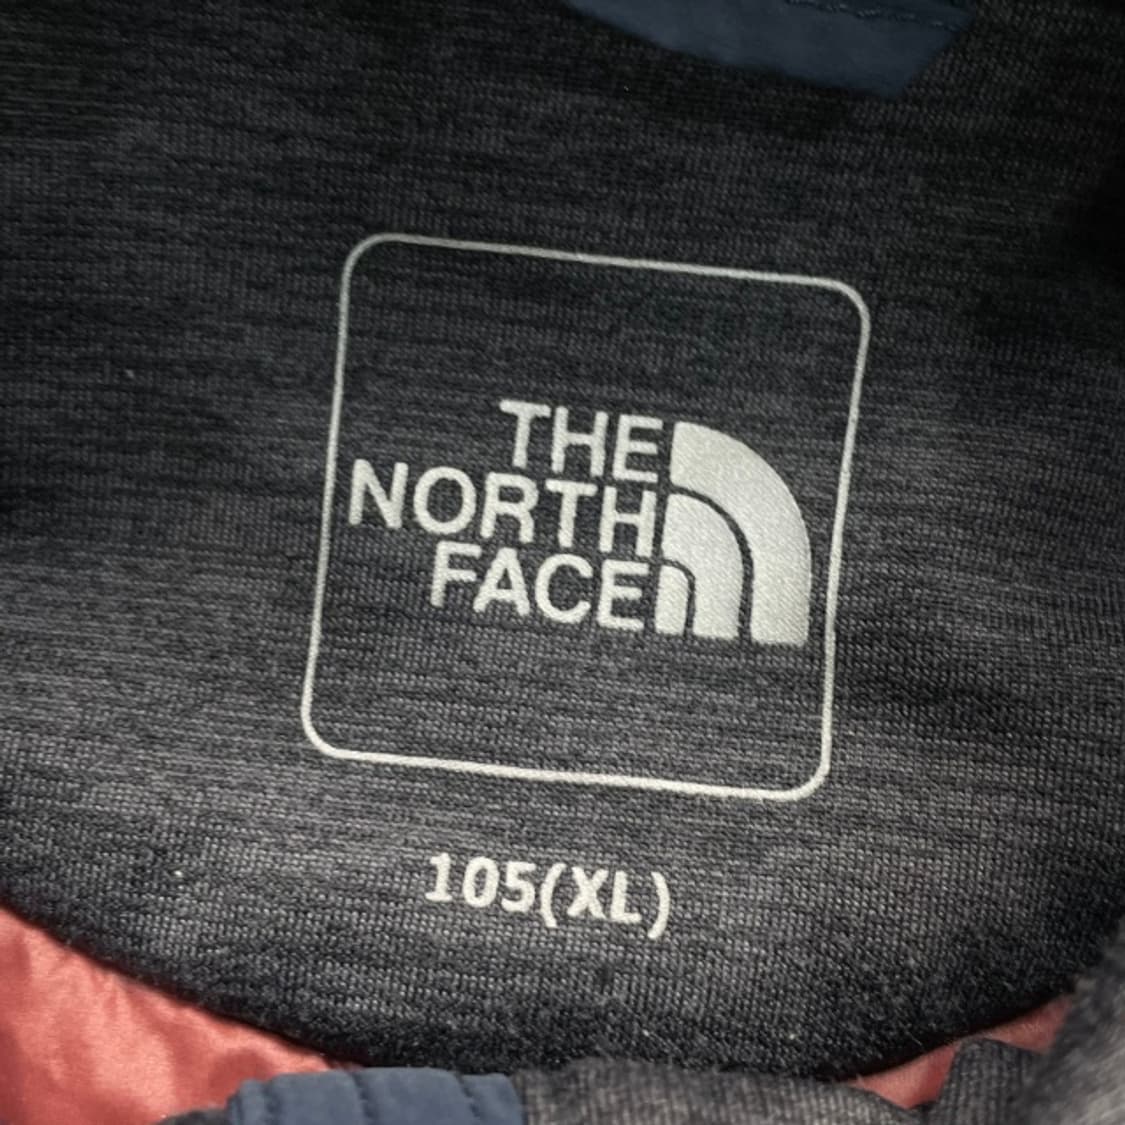 THE
NORTH
FACE
105(XL)